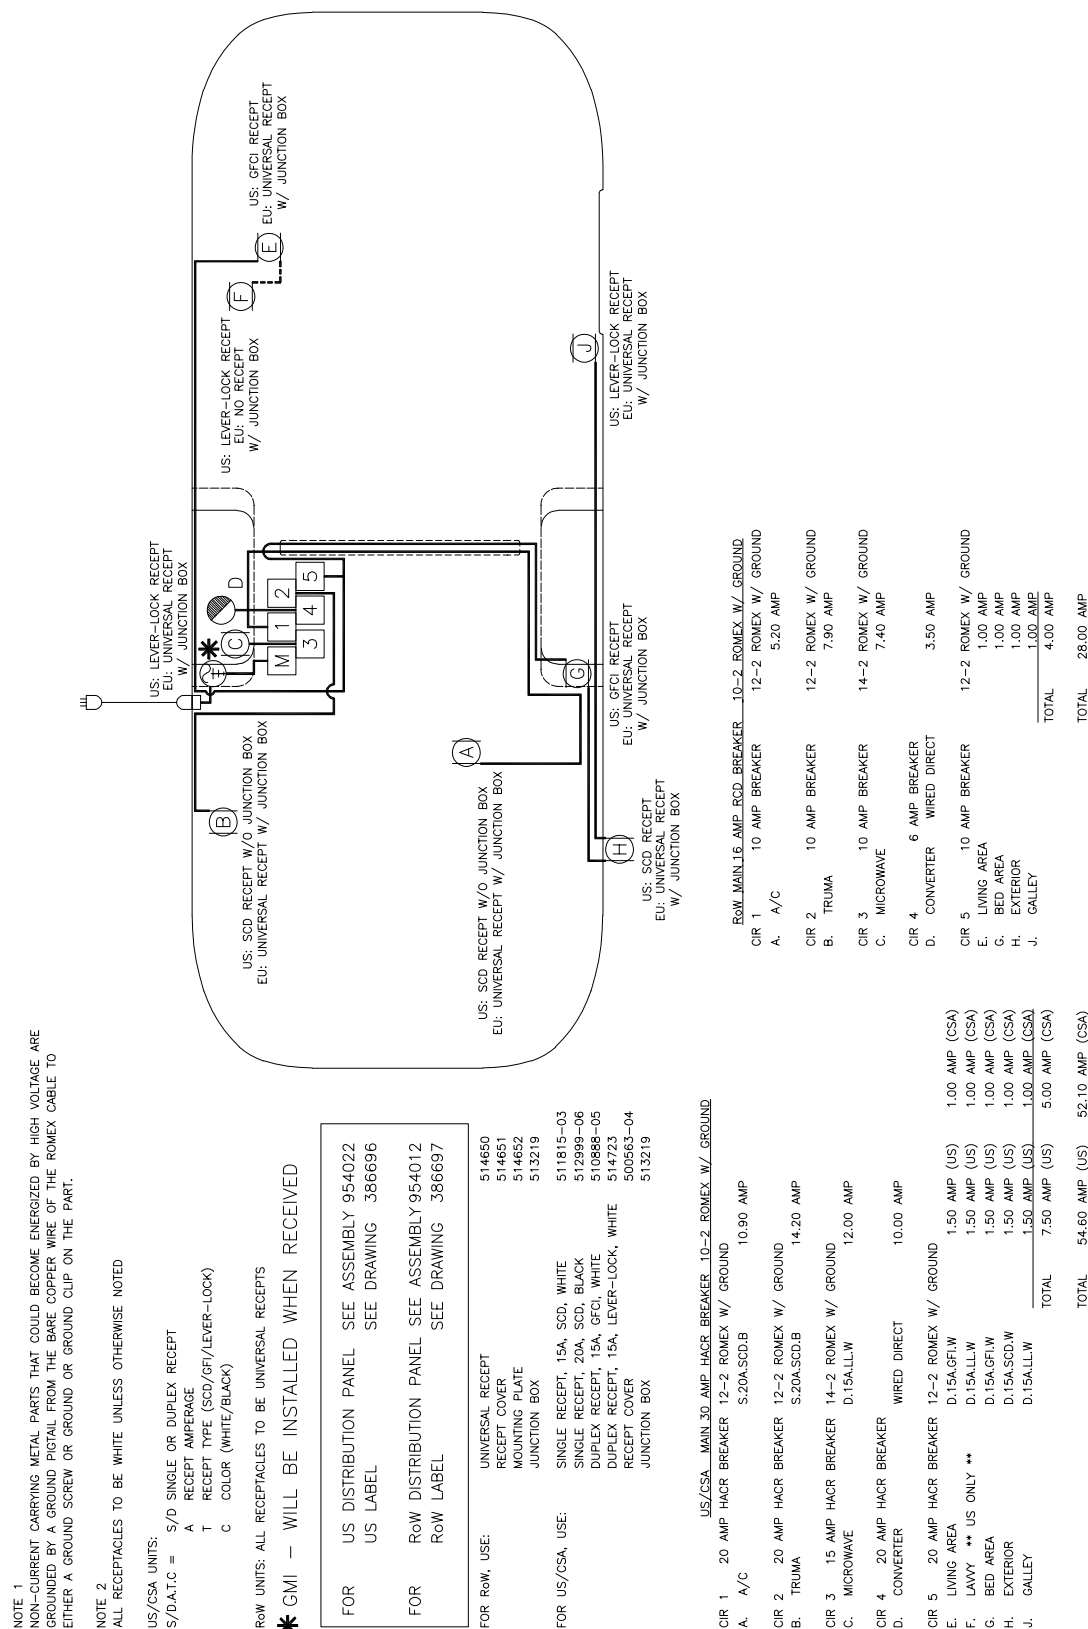 NOTE 1
NON-CURRENT CARRYING METAL PARTS THAT COULD BECOME ENERGIZED BY HIGH VOLTAGE ARE
GROUNDED BY A GROUND PIGTAIL FROM THE BARE COPPER WIRE OF THE ROMEX CABLE TO
EITHER A GROUND SCREW OR GROUND OR GROUND CLIP ON THE PART.
NOTE 2
ALL RECEPTACLES TO BE WHITE UNLESS OTHERWISE NOTED
US/CSA UNITS:
S/D.A.T.C = S/D SINGLE OR DUPLEX RECEPT
A RECEPT AMPERAGE
T RECEPT TYPE (SCD/GFI/LEVER-LOCK)
C COLOR (WHITE/BLACK)
RoW UNITS: ALL RECEPTACLES TO BE UNIVERSAL RECEPTS
✱ GMI - WILL BE INSTALLED WHEN RECEIVED
FOR US DISTRIBUTION PANEL SEE ASSEMBLY 954022
US LABEL SEE DRAWING 386696
FOR RoW DISTRIBUTION PANEL SEE ASSEMBLY 954012
RoW LABEL SEE DRAWING 386697
FOR RoW, USE: UNIVERSAL RECEPT 514650
RECEPT COVER 514651
MOUNTING PLATE 514652
JUNCTION BOX 513219
FOR US/CSA, USE: SINGLE RECEPT, 15A, SCD, WHITE 511815-03
SINGLE RECEPT, 20A, SCD, BLACK 512999-06
DUPLEX RECEPT, 15A, GFCI, WHITE 510888-05
DUPLEX RECEPT, 15A, LEVER-LOCK, WHITE 514723
RECEPT COVER 500563-04
JUNCTION BOX 513219
US/CSA MAIN 30 AMP HACR BREAKER 10-2 ROMEX W/ GROUND
CIR 1 20 AMP HACR BREAKER 12-2 ROMEX W/ GROUND
A. A/C S.20A.SCD.B 10.90 AMP
CIR 2 20 AMP HACR BREAKER 12-2 ROMEX W/ GROUND
B. TRUMA S.20A.SCD.B 14.20 AMP
CIR 3 15 AMP HACR BREAKER 14-2 ROMEX W/ GROUND
C. MICROWAVE D.15A.LL.W 12.00 AMP
CIR 4 20 AMP HACR BREAKER
D. CONVERTER WIRED DIRECT 10.00 AMP
CIR 5 20 AMP HACR BREAKER 12-2 ROMEX W/ GROUND
E. LIVING AREA D.15A.GFI.W 1.50 AMP (US) 1.00 AMP (CSA)
F. LAVVY ** US ONLY ** D.15A.LL.W 1.50 AMP (US) 1.00 AMP (CSA)
G. BED AREA D.15A.GFI.W 1.50 AMP (US) 1.00 AMP (CSA)
H. EXTERIOR D.15A.SCD.W 1.50 AMP (US) 1.00 AMP (CSA)
J. GALLEY D.15A.LL.W 1.50 AMP (US) 1.00 AMP (CSA)
TOTAL 7.50 AMP (US) 5.00 AMP (CSA)
TOTAL 54.60 AMP (US) 52.10 AMP (CSA)
US: SCD RECEPT W/O JUNCTION BOX
EU: UNIVERSAL RECEPT W/ JUNCTION BOX
B
US: LEVER-LOCK RECEPT
EU: UNIVERSAL RECEPT
W/ JUNCTION BOX
✱
C
D
M
1
2
3
4
5
US: LEVER-LOCK RECEPT
EU: NO RECEPT
W/ JUNCTION BOX
F
US: GFCI RECEPT
EU: UNIVERSAL RECEPT
W/ JUNCTION BOX
E
US: SCD RECEPT W/O JUNCTION BOX
EU: UNIVERSAL RECEPT W/ JUNCTION BOX
A
US: SCD RECEPT
EU: UNIVERSAL RECEPT
W/ JUNCTION BOX
H
US: GFCI RECEPT
EU: UNIVERSAL RECEPT
W/ JUNCTION BOX
G
US: LEVER-LOCK RECEPT
EU: UNIVERSAL RECEPT
W/ JUNCTION BOX
J
RoW MAIN 16 AMP RCD BREAKER 10-2 ROMEX W/ GROUND
CIR 1 10 AMP BREAKER 12-2 ROMEX W/ GROUND
A. A/C 5.20 AMP
CIR 2 10 AMP BREAKER 12-2 ROMEX W/ GROUND
B. TRUMA 7.90 AMP
CIR 3 10 AMP BREAKER 14-2 ROMEX W/ GROUND
C. MICROWAVE 7.40 AMP
CIR 4 6 AMP BREAKER
D. CONVERTER WIRED DIRECT 3.50 AMP
CIR 5 10 AMP BREAKER 12-2 ROMEX W/ GROUND
E. LIVING AREA 1.00 AMP
G. BED AREA 1.00 AMP
H. EXTERIOR 1.00 AMP
J. GALLEY 1.00 AMP
TOTAL 4.00 AMP
TOTAL 28.00 AMP